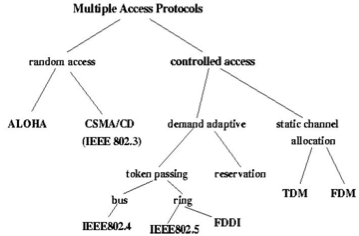 Multiple Access Protocols
random access
controlled access
ALOHA
CSMA/CD
(IEEE 802.3)
demand adaptive
static channel
allocation
token passing
reservation
TDM
FDM
bus
ring
IEEE802.4
IEEE802.5
FDDI